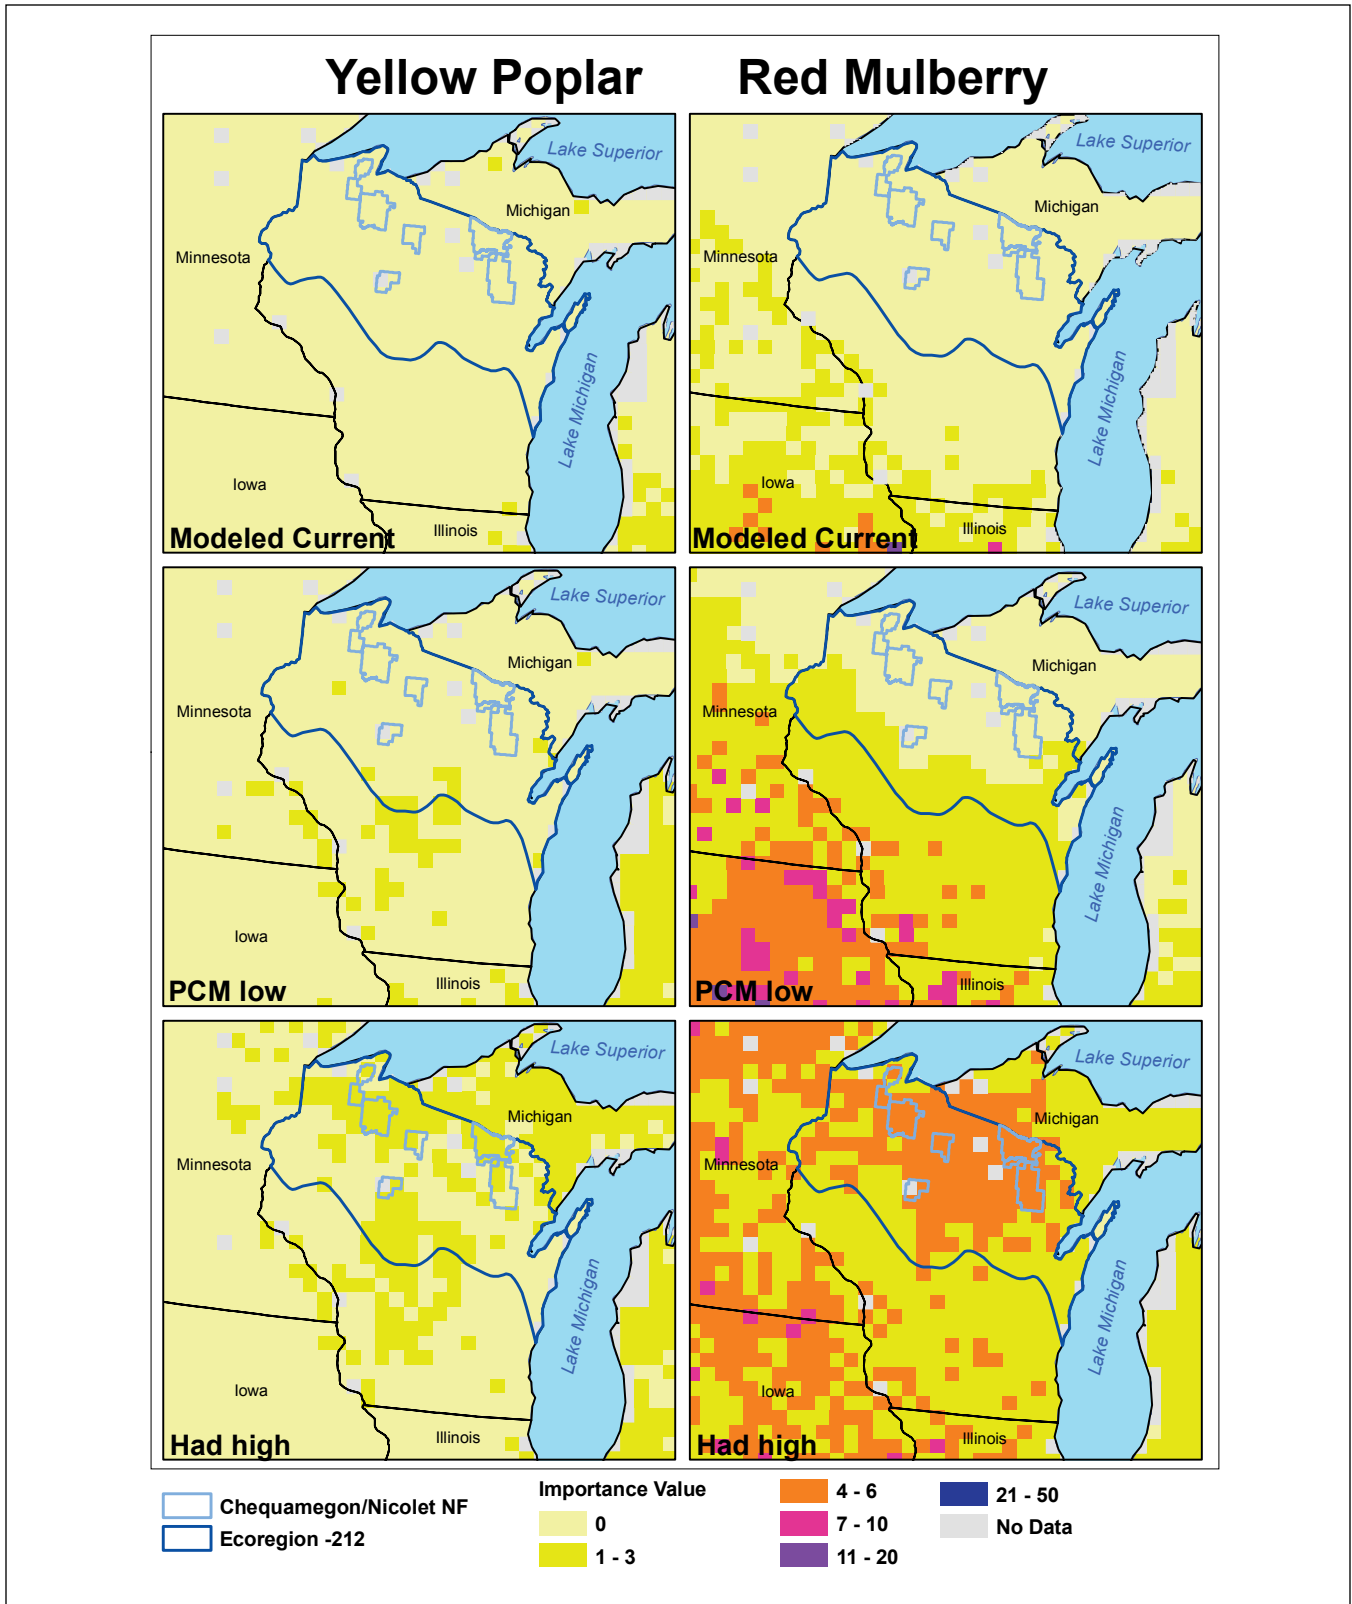 Yellow Poplar
Red Mulberry
Lake Superior
Michigan
Minnesota
Lake Michigan
Iowa
Illinois
Modeled Current
Lake Superior
Michigan
Minnesota
Lake Michigan
Iowa
Illinois
Modeled Current
Lake Superior
Michigan
Minnesota
Iowa
Illinois
PCM low
Lake Superior
Michigan
Minnesota
Lake Michigan
Illinois
PCM low
Lake Superior
Michigan
Minnesota
Lake Michigan
Iowa
Illinois
Had high
Lake Superior
Michigan
Minnesota
Lake Michigan
Iowa
Illinois
Had high
Chequamegon/Nicolet NF
Ecoregion -212
Importance Value
0
1 - 3
4 - 6
7 - 10
11 - 20
21 - 50
No Data